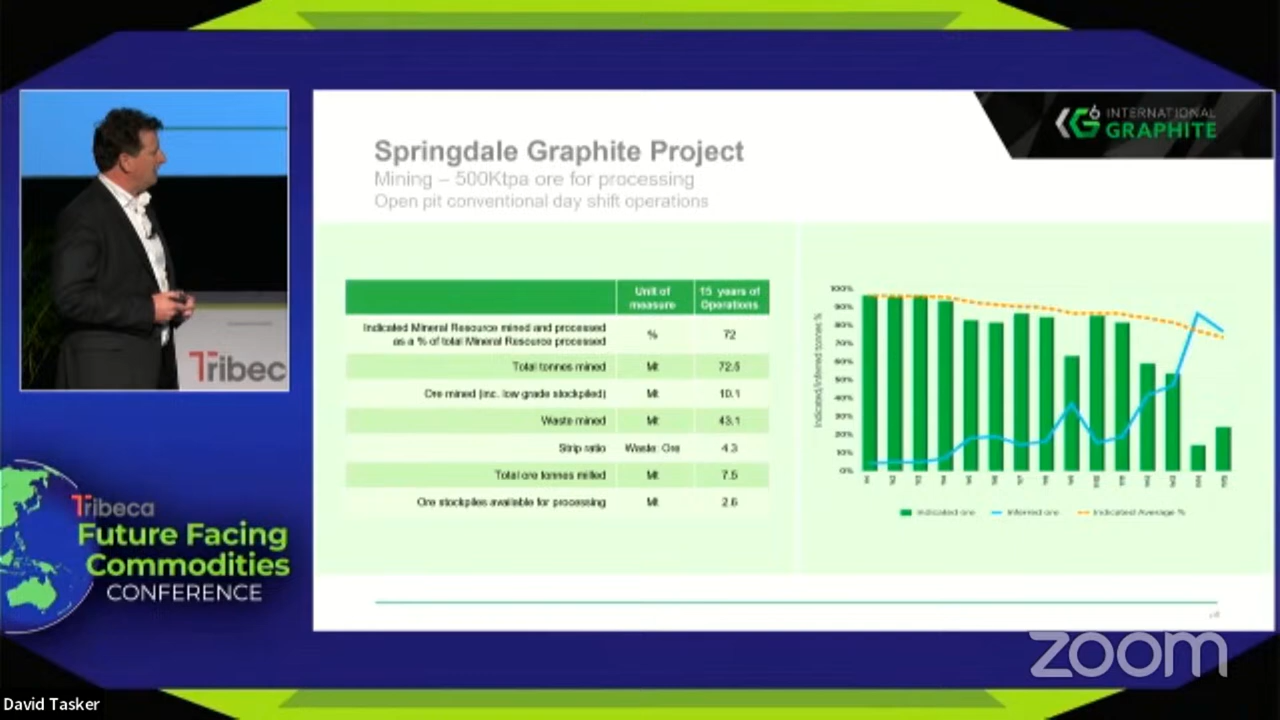 INTERNATIONAL
GRAPHITE
Springdale Graphite Project
Mining – 500Ktpa ore for processing
Open pit conventional day shift operations
Unit of measure
15 years of Operations
Indicated Mineral Resource mined and processed
as a % of total Mineral Resource processed
%
72
Total tonnes mined
Mt
72.5
Ore mined (inc. low grade stockpiled)
Mt
10.1
Waste mined
Mt
43.1
Strip ratio
Waste: Ore
4.3
Total ore tonnes milled
Mt
7.5
Ore stockpiles available for processing
Mt
2.6
Indicated/Inferred tonnes %
100%
90%
80%
70%
60%
50%
40%
30%
20%
10%
0%
Indicated ore
Inferred ore
Indicated Average %
Tribec
Tribeca
Future Facing
Commodities
CONFERENCE
zoom
David Tasker